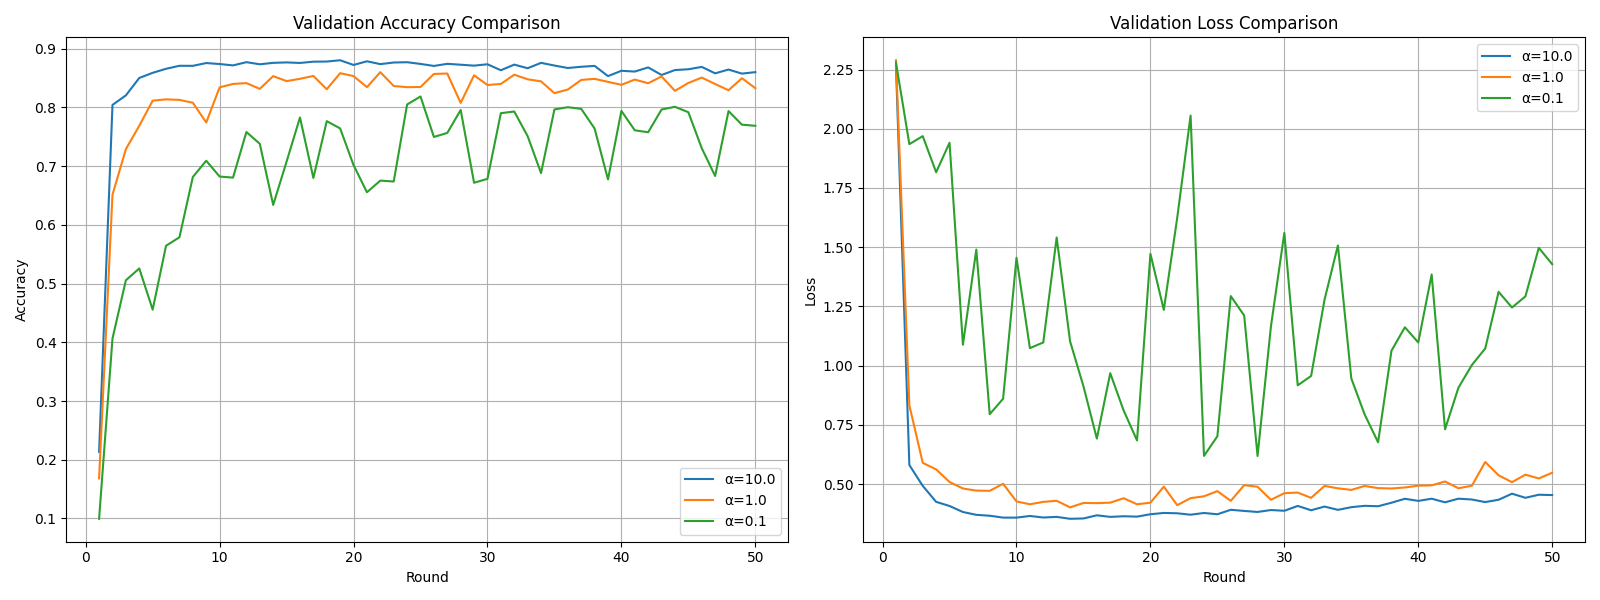 Validation Accuracy Comparison
Accuracy
0.9
0.8
0.7
0.6
0.5
0.4
0.3
0.2
0.1
0 10 20 30 40 50
Round
α=10.0
α=1.0
α=0.1
Validation Loss Comparison
Loss
2.25
2.00
1.75
1.50
1.25
1.00
0.75
0.50
0 10 20 30 40 50
Round
α=10.0
α=1.0
α=0.1